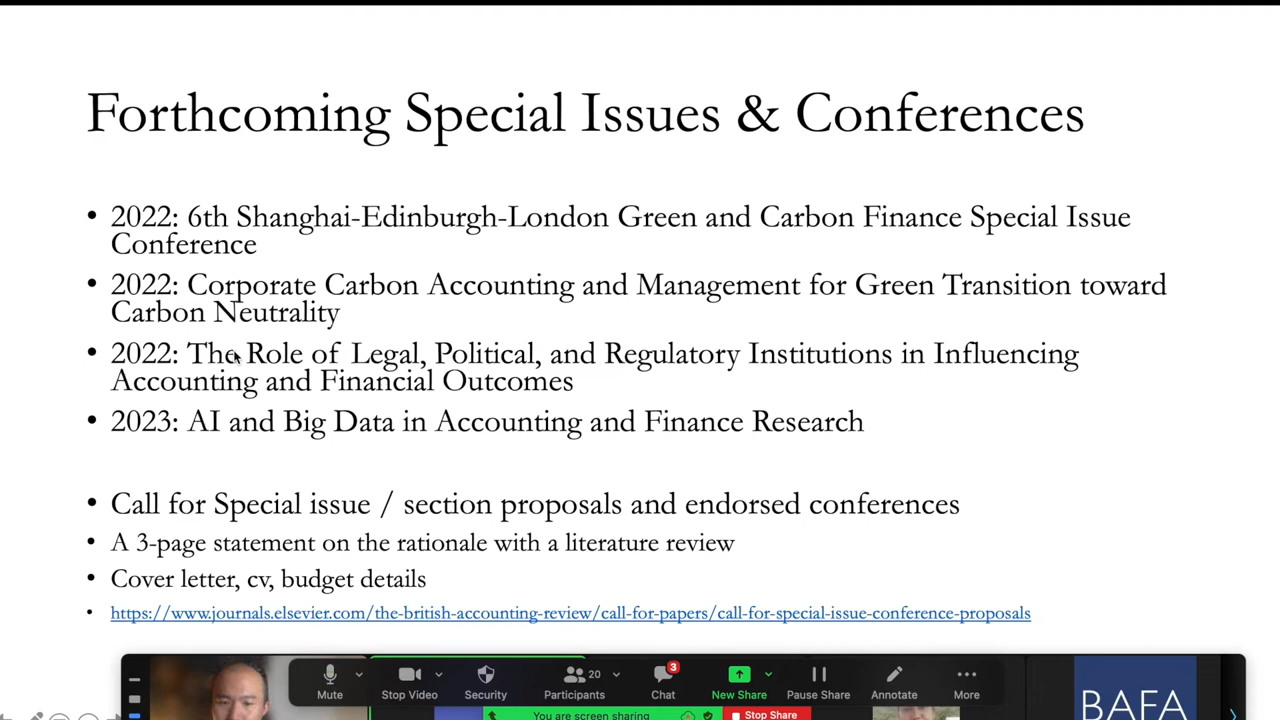 Forthcoming Special Issues & Conferences
• 2022: 6th Shanghai-Edinburgh-London Green and Carbon Finance Special Issue
Conference
• 2022: Corporate Carbon Accounting and Management for Green Transition toward
Carbon Neutrality
• 2022: The Role of Legal, Political, and Regulatory Institutions in Influencing
Accounting and Financial Outcomes
• 2023: AI and Big Data in Accounting and Finance Research
• Call for Special issue / section proposals and endorsed conferences
• A 3-page statement on the rationale with a literature review
• Cover letter, cv, budget details
• https://www.journals.elsevier.com/the-british-accounting-review/call-for-papers/call-for-special-issue-conference-proposals
20
3
Mute
Stop Video
Security
Participants
Chat
New Share
Pause Share
Annotate
More
You are screen sharing
Stop Share
BAFA